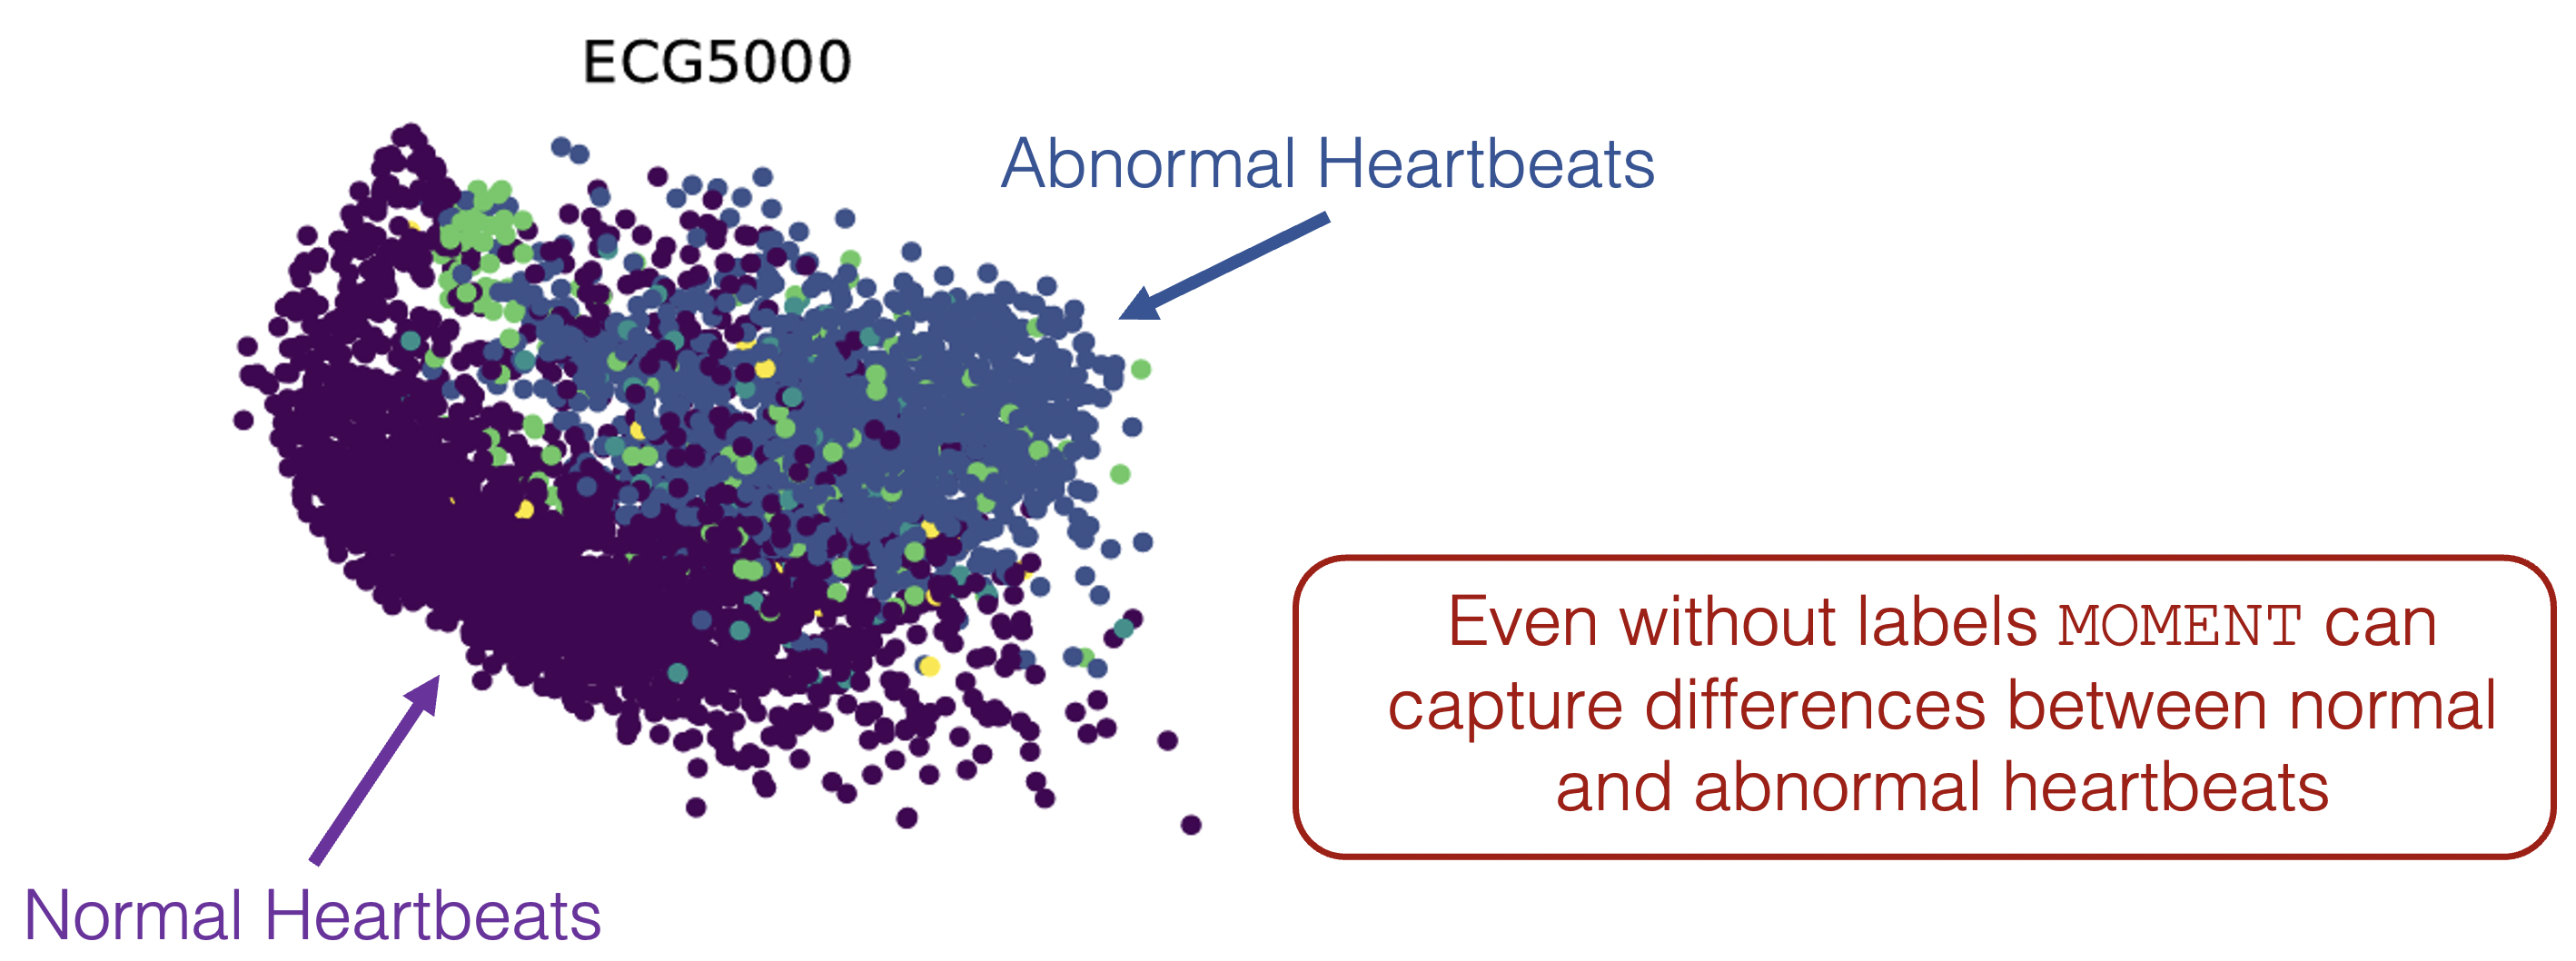 ECG5000
Abnormal Heartbeats
Even without labels MOMENT can
capture differences between normal
and abnormal heartbeats
Normal Heartbeats